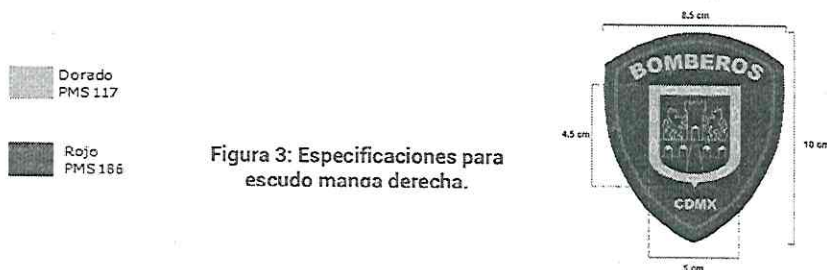 8.5 cm
Dorado
PMS 117
BOMBEROS
4.5 cm
10 cm
Rojo
PMS 186
Figura 3: Especificaciones para
escudo manga derecha.
CDMX
5 cm